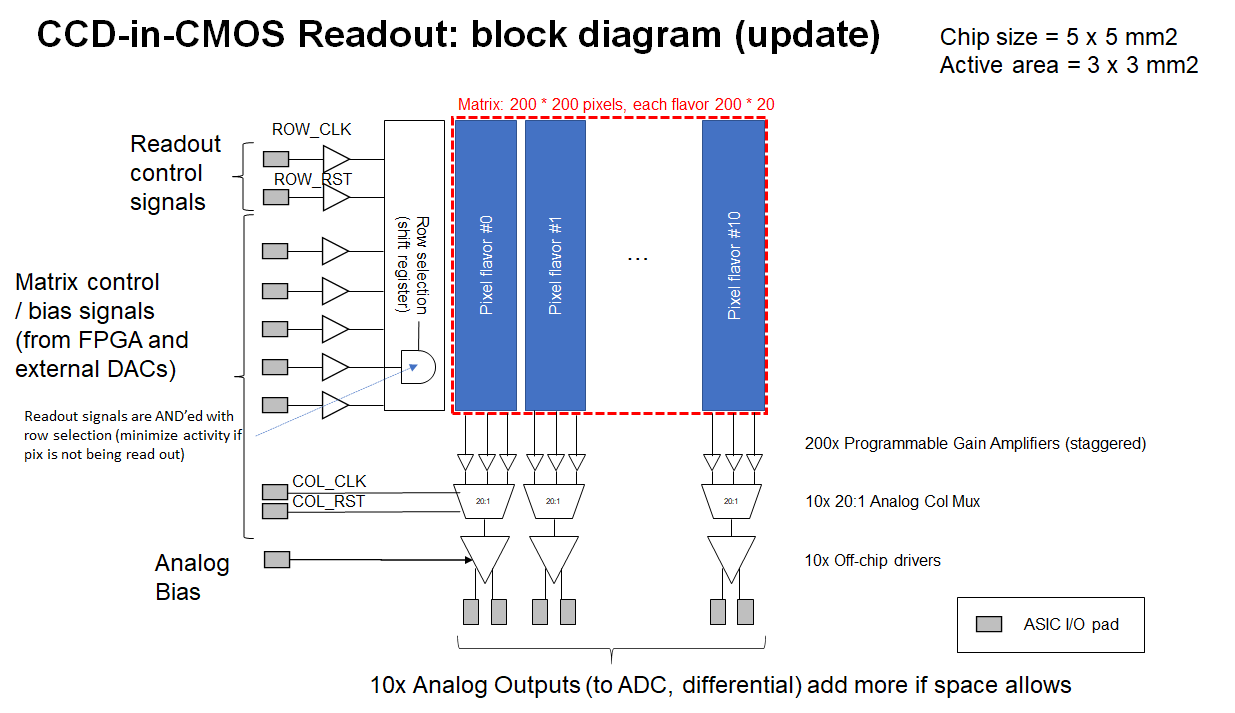 CCD-in-CMOS Readout: block diagram (update)
Chip size = 5 x 5 mm2
Active area = 3 x 3 mm2
Matrix: 200 * 200 pixels, each flavor 200 * 20
Readout
control
signals
ROW_CLK
ROW_RST
Matrix control
/ bias signals
(from FPGA and
external DACs)
Row selection
(shift register)
Pixel flavor #0
Pixel flavor #1
...
Pixel flavor #10
Readout signals are AND'ed with
row selection (minimize activity if
pix is not being read out)
200x Programmable Gain Amplifiers (staggered)
COL_CLK
COL_RST
20:1
20:1
20:1
10x 20:1 Analog Col Mux
Analog
Bias
10x Off-chip drivers
ASIC I/O pad
10x Analog Outputs (to ADC, differential) add more if space allows